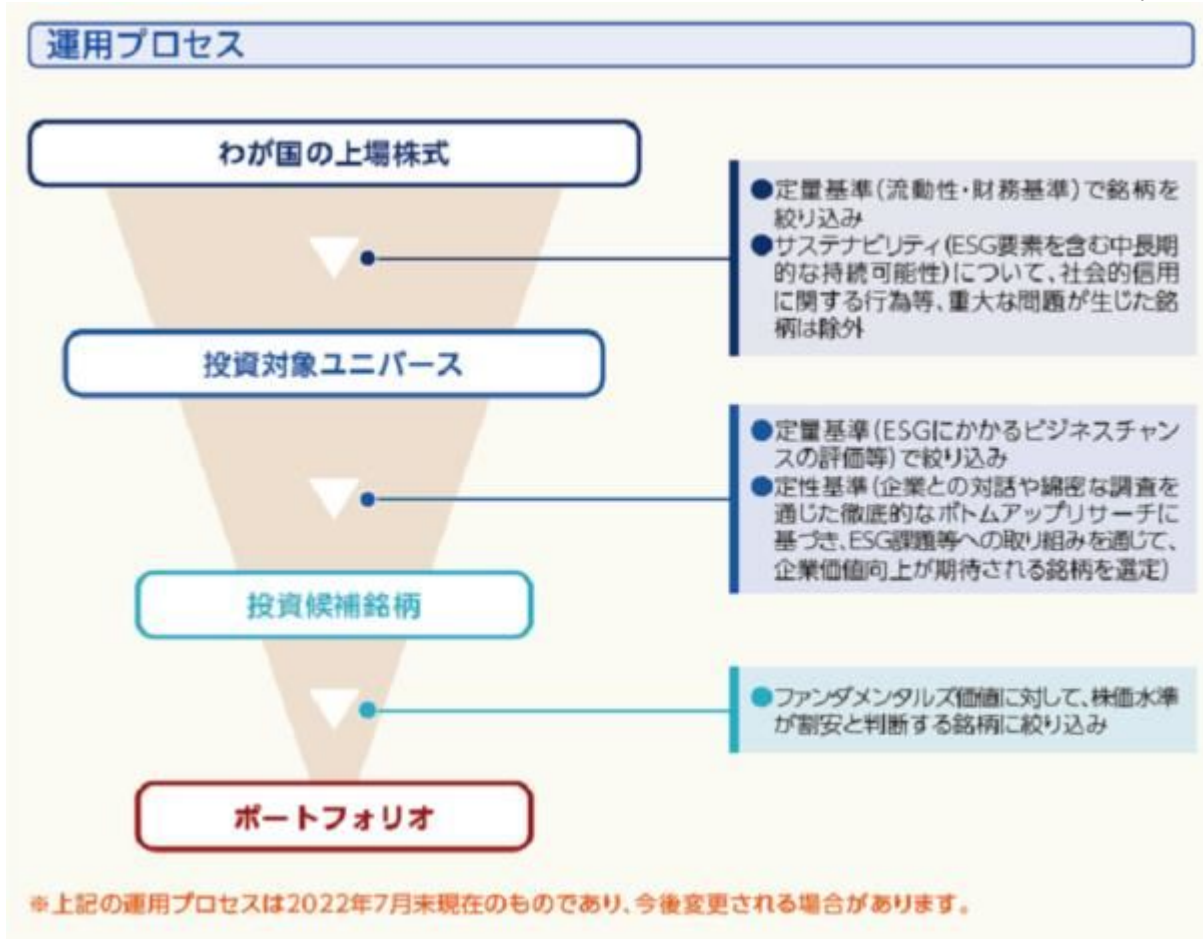 運用プロセス
わが国の上場株式
●定量基準(流動性・財務基準)で銘柄を
絞り込み
●サステナビリティ(ESG要素を含む中長期
的な持続可能性)について、社会的信用
に関する行為等、重大な問題が生じた銘
柄は除外
投資対象ユニバース
●定量基準(ESGにかかるビジネスチャン
スの評価等)で絞り込み
●定性基準(企業との対話や綿密な調査を
通じた徹底的なボトムアップリサーチに
基づき、ESG課題等への取り組みを通じて、
企業価値向上が期待される銘柄を選定)
投資候補銘柄
●ファンダメンタルズ価値に対して、株価水準
が割安と判断する銘柄に絞り込み
ポートフォリオ
※上記の運用プロセスは2022年7月末現在のものであり、今後変更される場合があります。